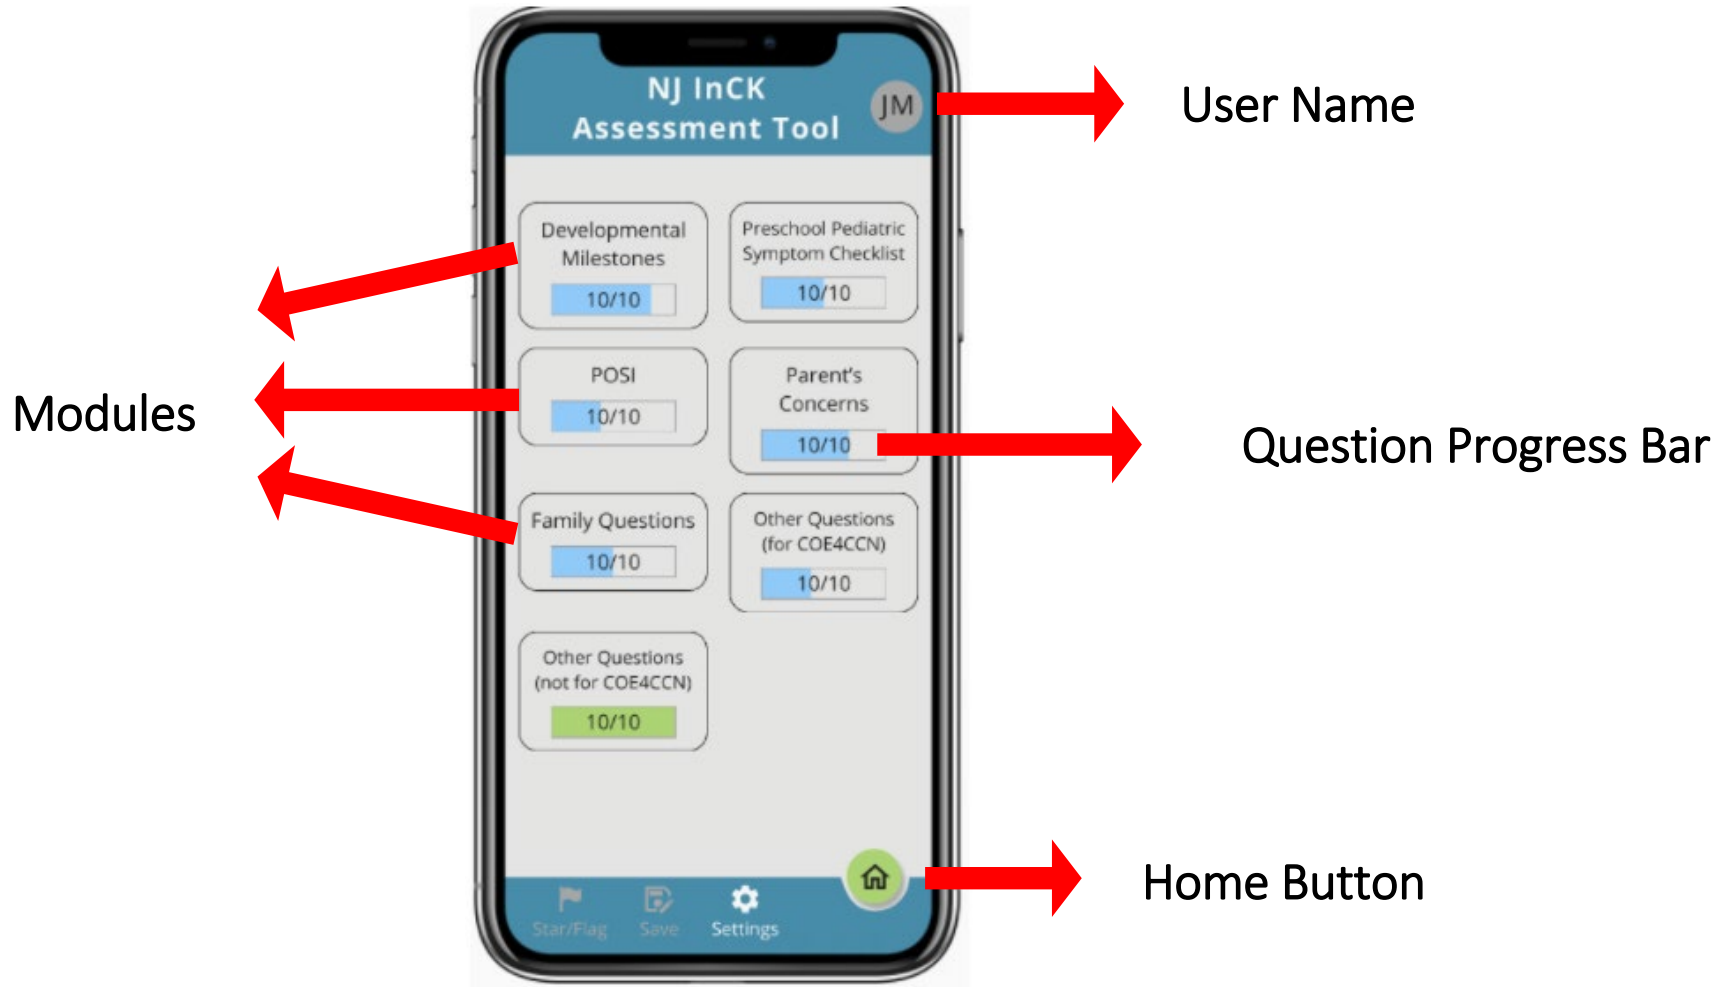 NJ InCK
Assessment Tool
JM
User Name
Developmental
Milestones
10/10
Preschool Pediatric
Symptom Checklist
10/10
Modules
POSI
10/10
Parent's
Concerns
10/10
Question Progress Bar
Family Questions
10/10
Other Questions
(for COE4CCN)
10/10
Other Questions
(not for COE4CCN)
10/10
Home Button
Star/Flag
Save
Settings